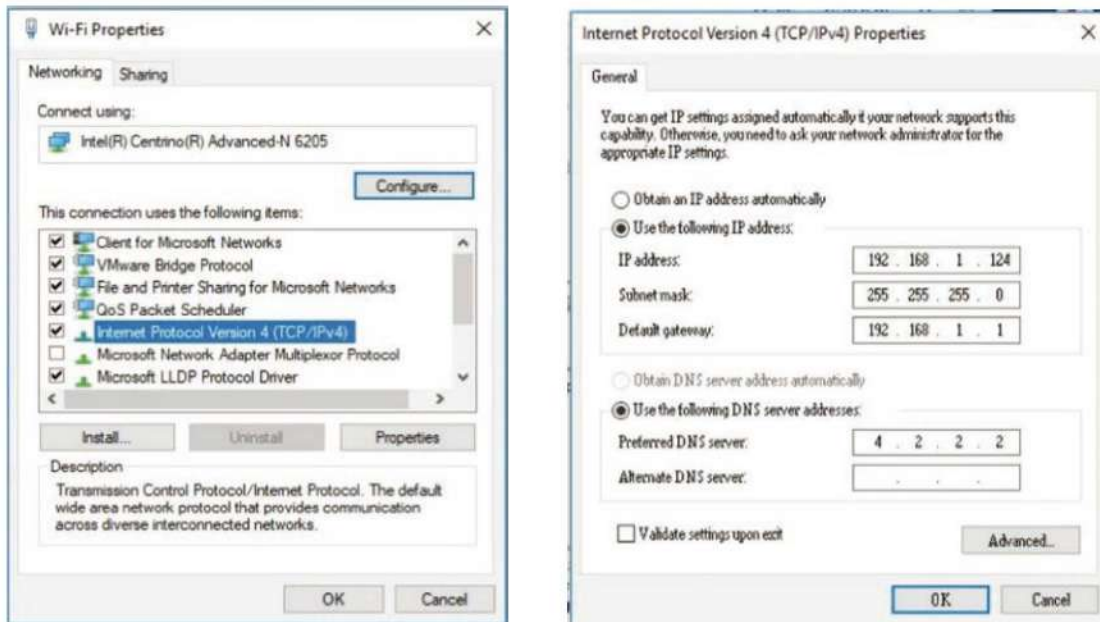 Wi-Fi Properties
Networking
Sharing
Connect using:
Intel(R) Centrino(R) Advanced-N 6205
Configure...
This connection uses the following items:
Client for Microsoft Networks
VMware Bridge Protocol
File and Printer Sharing for Microsoft Networks
QoS Packet Scheduler
Internet Protocol Version 4 (TCP/IPv4)
Microsoft Network Adapter Multiplexor Protocol
Microsoft LLDP Protocol Driver
Install...
Uninstall
Properties
Description
Transmission Control Protocol/Internet Protocol. The default
wide area network protocol that provides communication
across diverse interconnected networks.
OK
Cancel
Internet Protocol Version 4 (TCP/IPv4) Properties
General
You can get IP settings assigned automatically if your network supports this
capability. Otherwise, you need to ask your network administrator for the
appropriate IP settings.
Obtain an IP address automatically
Use the following IP address:
IP address: 192 . 168 . 1 . 124
Subnet mask: 255 . 255 . 255 . 0
Default gateway: 192 . 168 . 1 . 1
Obtain DNS server address automatically
Use the following DNS server addresses:
Preferred DNS server: 4 . 2 . 2 . 2
Alternate DNS server: . . .
Validate settings upon exit
Advanced...
OK
Cancel